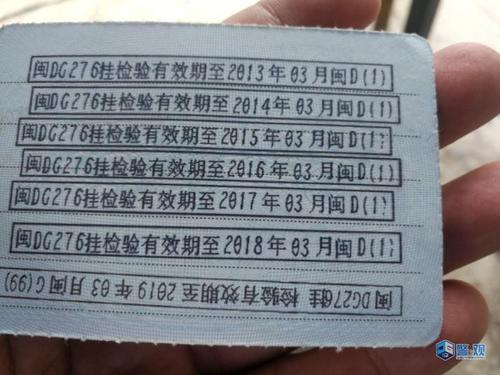 闽DG276挂检验有效期至2013年03月闽D(1)
闽DG276挂检验有效期至2014年03月闽D(1)
闽DG276挂检验有效期至2015年03月闽D(1)
闽DG276挂检验有效期至2016年03月闽D(1)
闽DG276挂检验有效期至2017年03月闽D(1)
闽DG276挂检验有效期至2018年03月闽D(1)
闽DG276挂 检验有效期至2019年03月闽G(99)